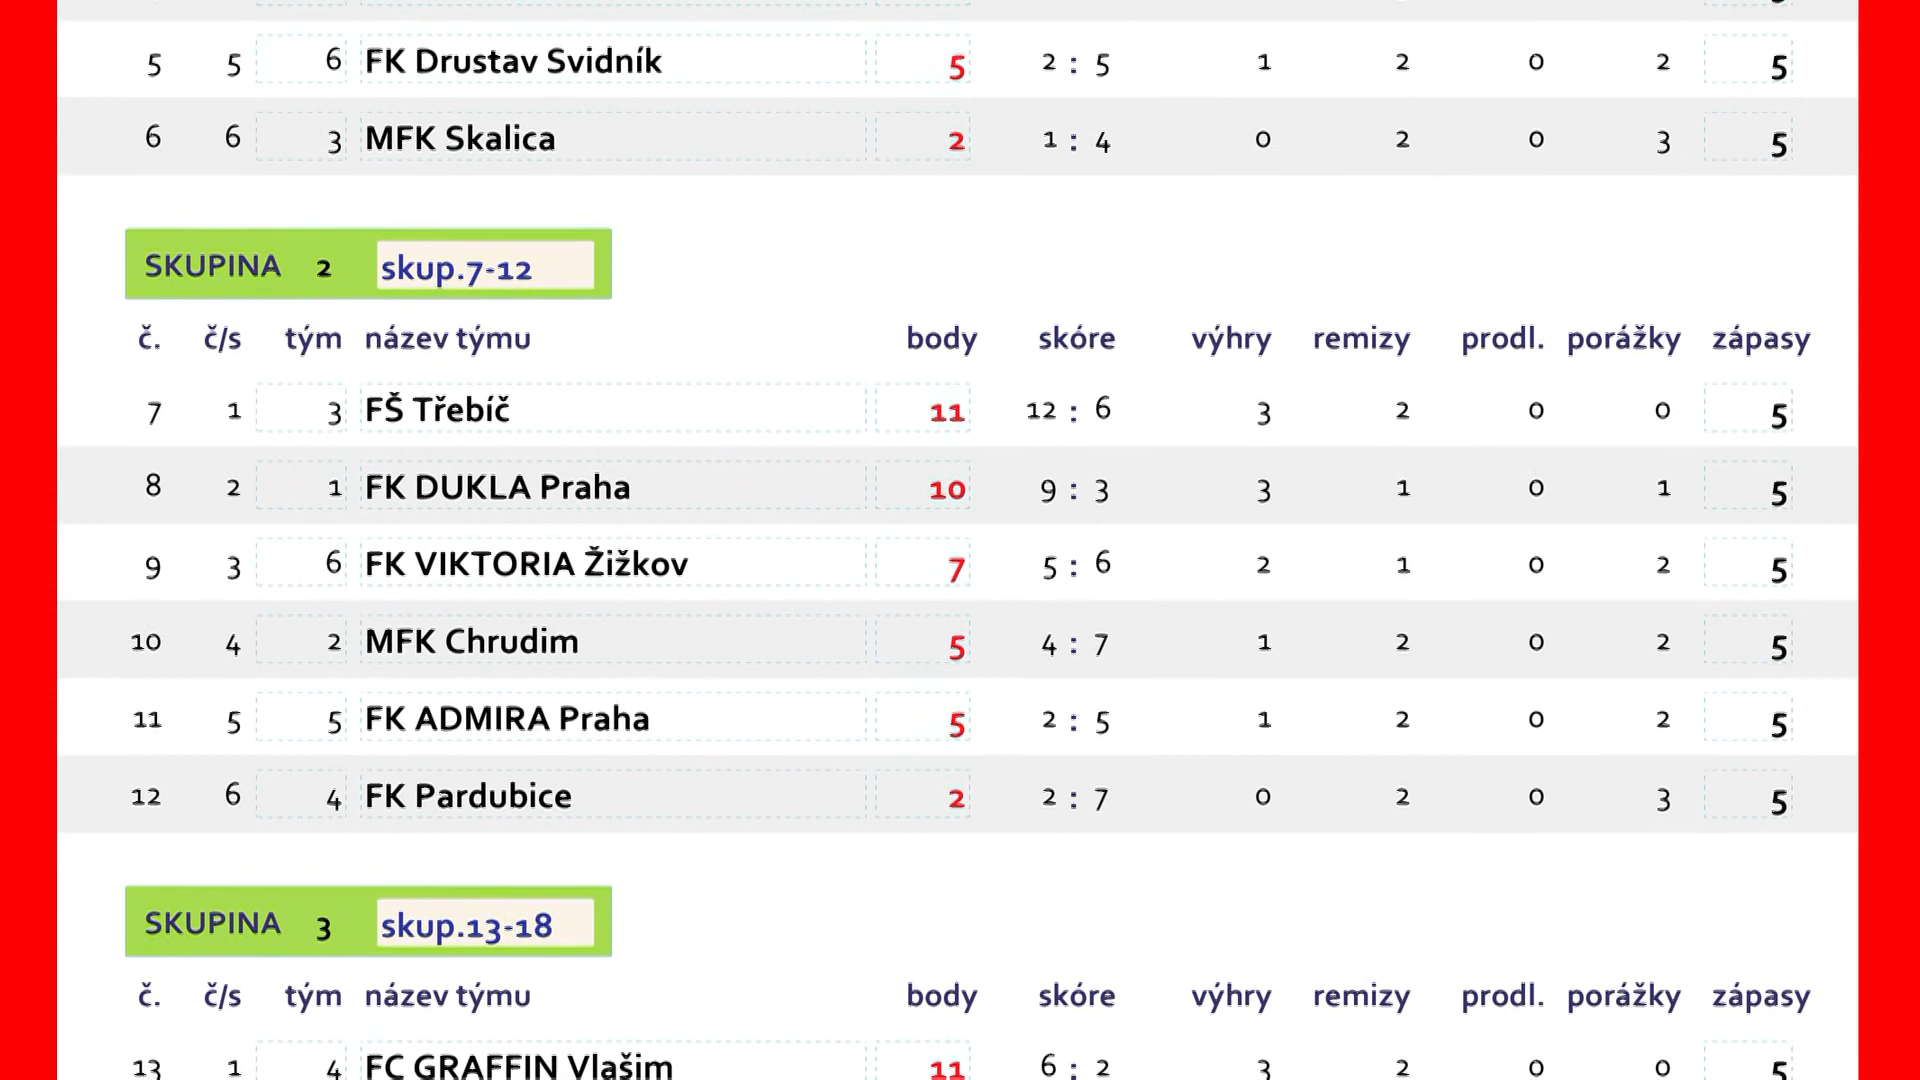 5 5 6 FK Drustav Svidník 5 2 : 5 1 2 0 2 5
6 6 3 MFK Skalica 2 1 : 4 0 2 0 3 5
SKUPINA 2 skup.7-12
č. č/s tým název týmu body skóre výhry remizy prodl. porážky zápasy
7 1 3 FŠ Třebíč 11 12 : 6 3 2 0 0 5
8 2 1 FK DUKLA Praha 10 9 : 3 3 1 0 1 5
9 3 6 FK VIKTORIA Žižkov 7 5 : 6 2 1 0 2 5
10 4 2 MFK Chrudim 5 4 : 7 1 2 0 2 5
11 5 5 FK ADMIRA Praha 5 2 : 5 1 2 0 2 5
12 6 4 FK Pardubice 2 2 : 7 0 2 0 3 5
SKUPINA 3 skup.13-18
č. č/s tým název týmu body skóre výhry remizy prodl. porážky zápasy
13 1 4 FC GRAFFIN Vlašim 11 6 : 2 3 2 0 0 5